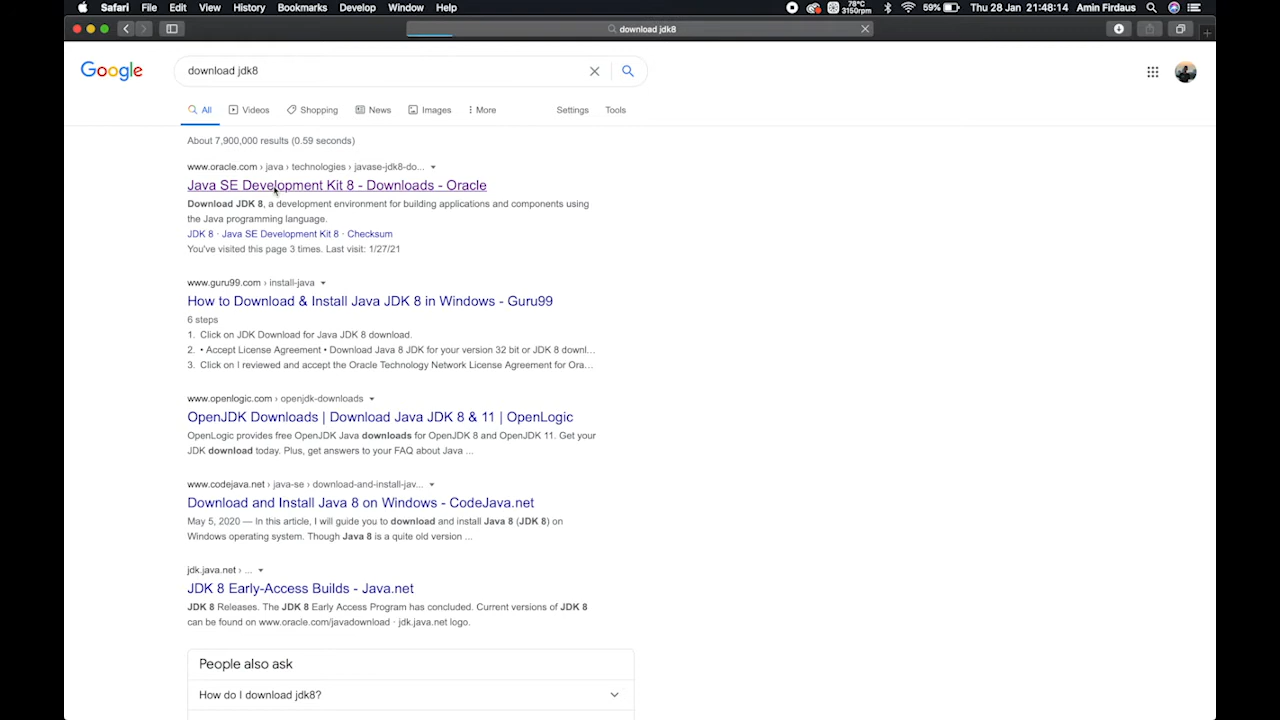 Safari File Edit View History Bookmarks Develop Window Help 78°C 3150rpm 59% Thu 28 Jan 21:48:14 Amin Firdaus
download jdk8
Google download jdk8
All Videos Shopping News Images More Settings Tools
About 7,900,000 results (0.59 seconds)
www.oracle.com › java › technologies › javase-jdk8-do...
Java SE Development Kit 8 - Downloads - Oracle
Download JDK 8, a development environment for building applications and components using
the Java programming language.
JDK 8 · Java SE Development Kit 8 · Checksum
You've visited this page 3 times. Last visit: 1/27/21
www.guru99.com › install-java
How to Download & Install Java JDK 8 in Windows - Guru99
6 steps
1. Click on JDK Download for Java JDK 8 download.
2. • Accept License Agreement • Download Java 8 JDK for your version 32 bit or JDK 8 downl...
3. Click on I reviewed and accept the Oracle Technology Network License Agreement for Ora...
www.openlogic.com › openjdk-downloads
OpenJDK Downloads | Download Java JDK 8 & 11 | OpenLogic
OpenLogic provides free OpenJDK Java downloads for OpenJDK 8 and OpenJDK 11. Get your
JDK download today. Plus, get answers to your FAQ about Java ...
www.codejava.net › java-se › download-and-install-jav...
Download and Install Java 8 on Windows - CodeJava.net
May 5, 2020 — In this article, I will guide you to download and install Java 8 (JDK 8) on
Windows operating system. Though Java 8 is a quite old version ...
jdk.java.net › ...
JDK 8 Early-Access Builds - Java.net
JDK 8 Releases. The JDK 8 Early Access Program has concluded. Current versions of JDK 8
can be found on www.oracle.com/javadownload · jdk.java.net logo.
People also ask
How do I download jdk8?